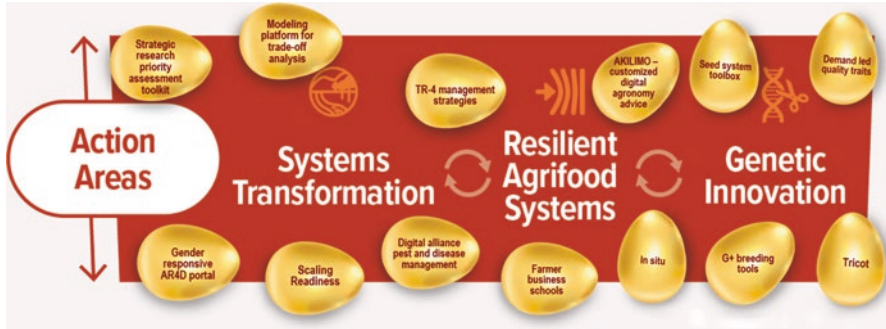 Strategic
research
priority
assessment
toolkit
Modeling
platform for
trade-off
analysis
TR-4 management
strategies
AKILIMO –
customized
digital
agronomy
advice
Seed system
toolbox
Demand led
quality traits
Action
Areas
Systems
Transformation
Resilient
Agrifood
Systems
Genetic
Innovation
Gender
responsive
AR4D portal
Scaling
Readiness
Digital alliance
pest and disease
management
Farmer
business
schools
In situ
G+ breeding
tools
Tricot